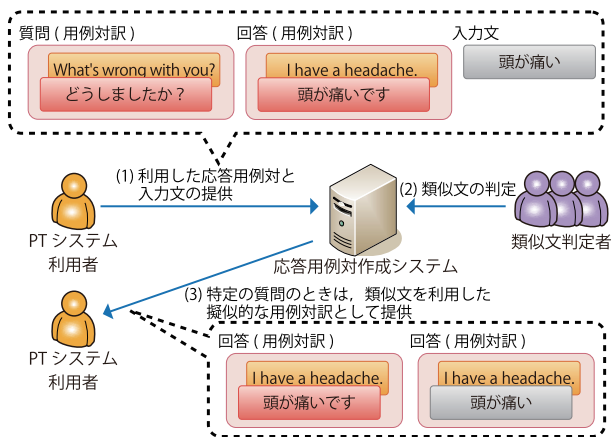 質問 ( 用例対訳 )
回答 ( 用例対訳 )
入力文
What's wrong with you?
どうしましたか？
I have a headache.
頭が痛いです
頭が痛い
(1) 利用した応答用例対と
入力文の提供
(2) 類似文の判定
PT システム
利用者
応答用例対作成システム
類似文判定者
PT システム
利用者
(3) 特定の質問のときは，類似文を利用した
擬似的な用例対訳として提供
回答 ( 用例対訳 )
回答 ( 用例対訳 )
I have a headache.
頭が痛いです
I have a headache.
頭が痛い